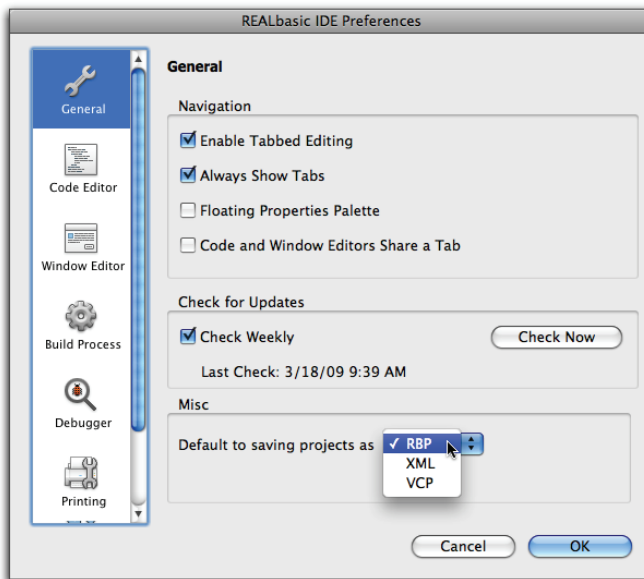 REALbasic IDE Preferences
General
Code Editor
Window Editor
Build Process
Debugger
Printing
General
Navigation
Enable Tabbed Editing
Always Show Tabs
Floating Properties Palette
Code and Window Editors Share a Tab
Check for Updates
Check Weekly
Check Now
Last Check: 3/18/09 9:39 AM
Misc
Default to saving projects as
RBP
XML
VCP
Cancel
OK